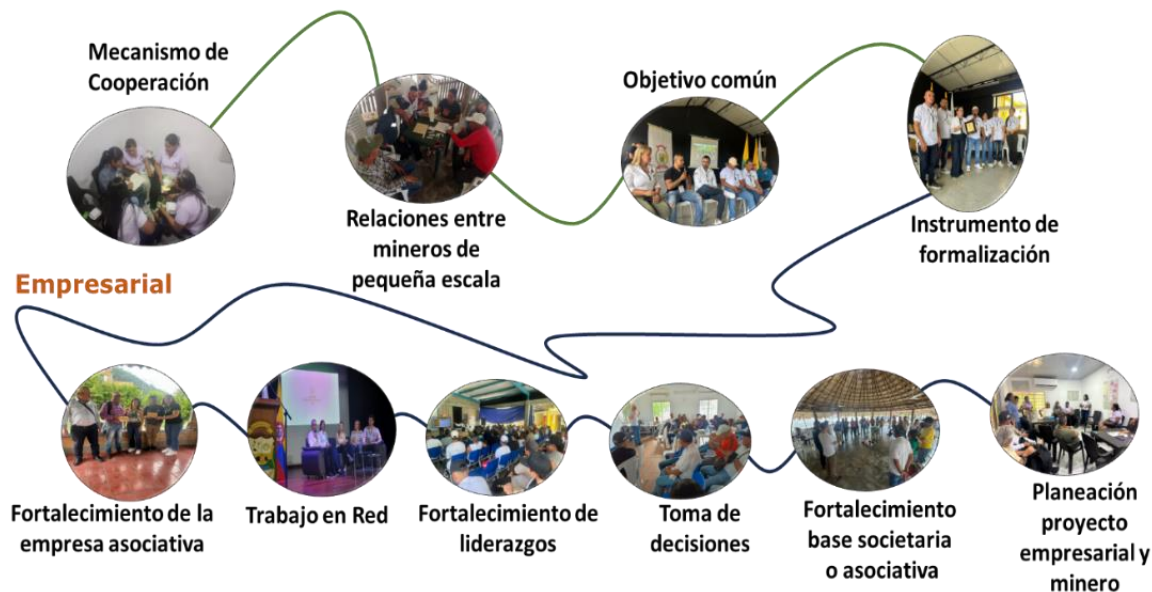 Mecanismo de
Cooperación
Relaciones entre
mineros de
pequeña escala
Objetivo común
Instrumento de
formalización
Empresarial
Fortalecimiento de la
empresa asociativa
Trabajo en Red
Fortalecimiento de
liderazgos
Toma de
decisiones
Fortalecimiento
base societaria
o asociativa
Planeación
proyecto
empresarial y
minero